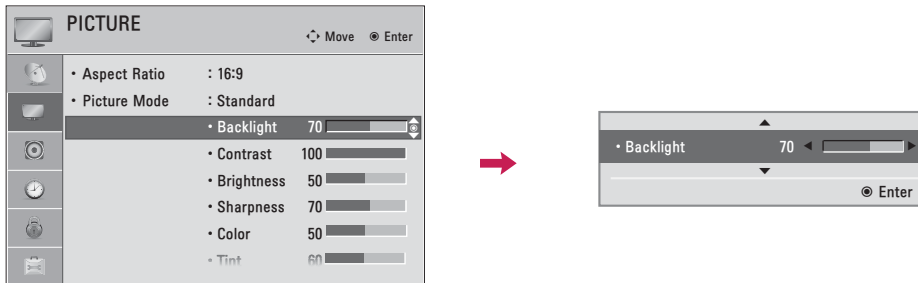 PICTURE
Move Enter
• Aspect Ratio : 16:9
• Picture Mode : Standard
• Backlight 70
• Contrast 100
• Brightness 50
• Sharpness 70
• Color 50
• Tint 60
• Backlight 70
Enter